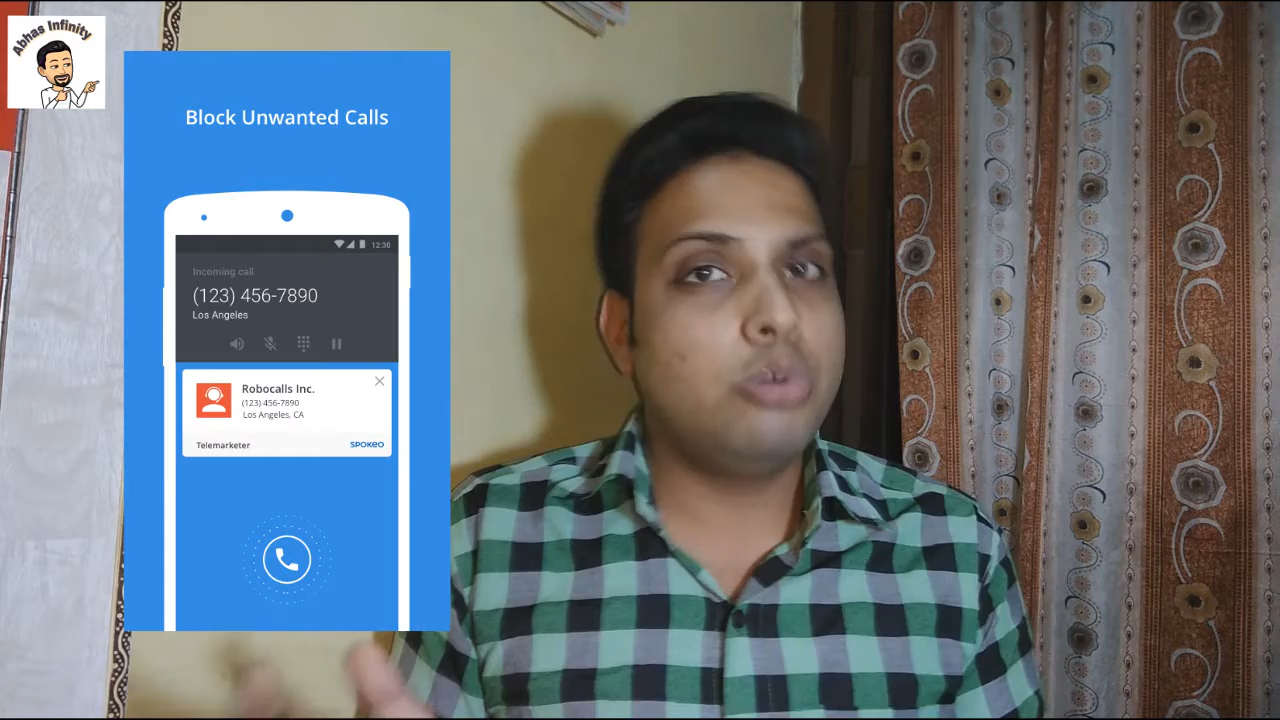 Abhas Infinity
Block Unwanted Calls
12:30
Incoming call
(123) 456-7890
Los Angeles
Robocalls Inc.
(123) 456-7890
Los Angeles, CA
Telemarketer
SPOKEO